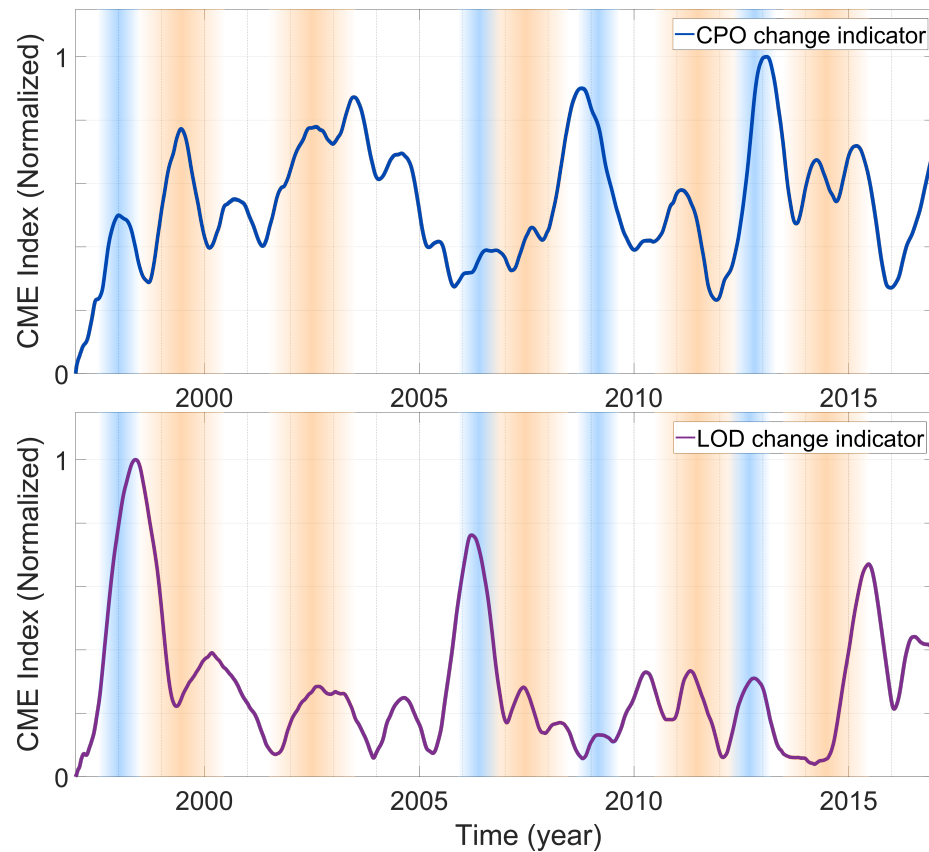 CPO change indicator
CME Index (Normalized)
1
0
2000 2005 2010 2015
LOD change indicator
CME Index (Normalized)
1
0
2000 2005 2010 2015
Time (year)